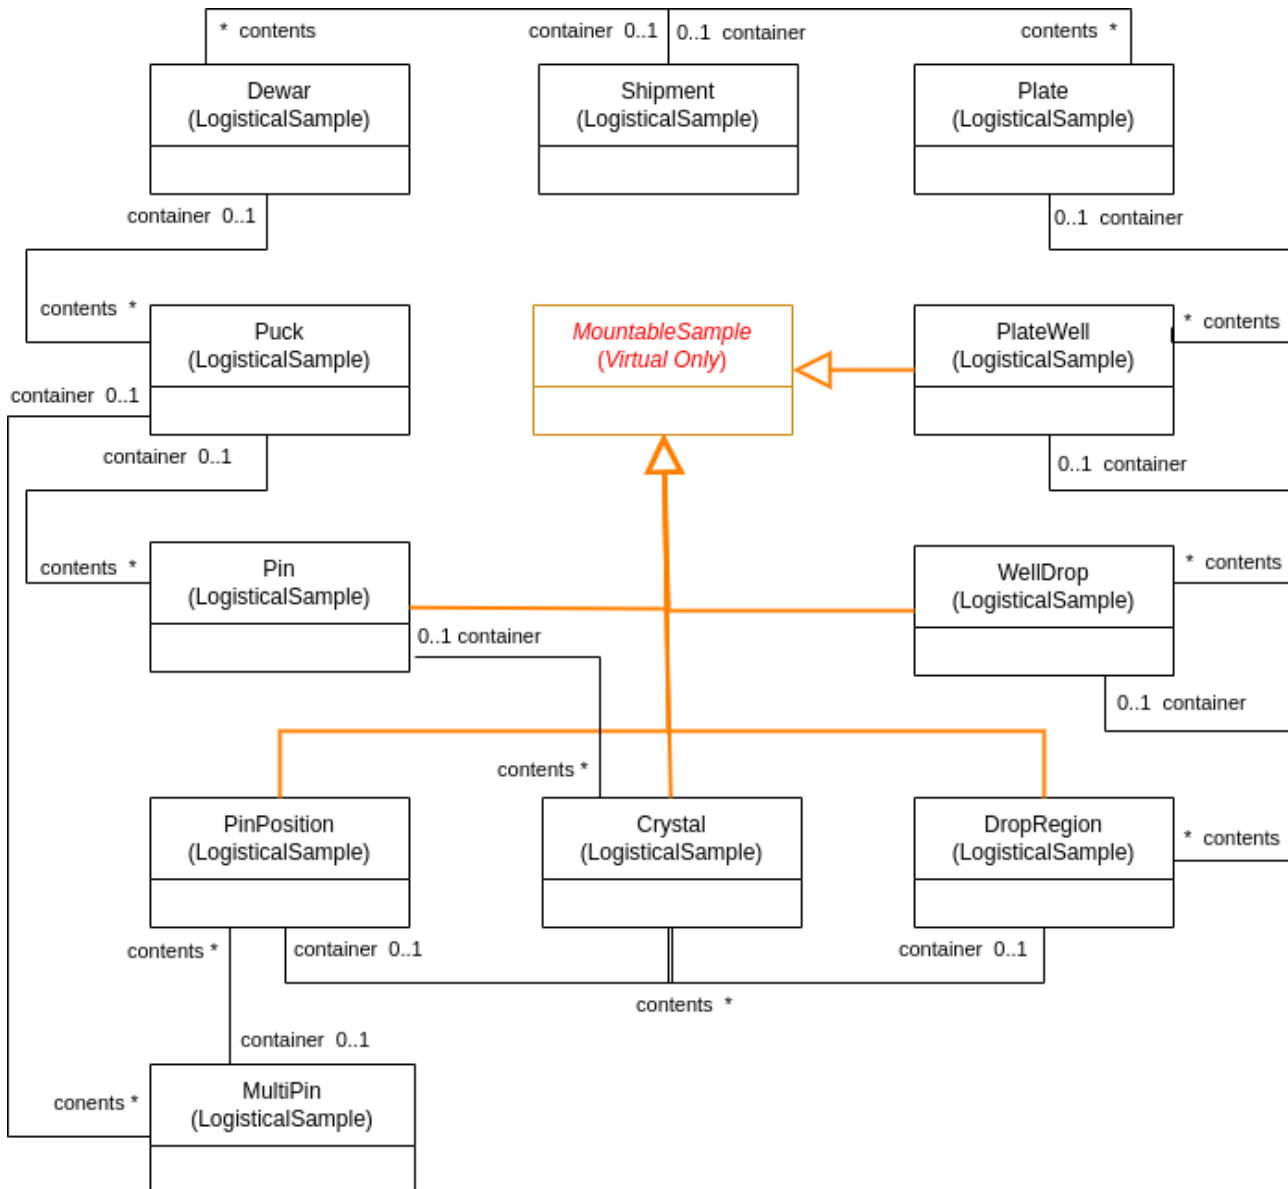 * contents
container 0..1
0..1 container
contents *
Dewar
(LogisticalSample)
Shipment
(LogisticalSample)
Plate
(LogisticalSample)
container 0..1
0..1 container
contents *
Puck
(LogisticalSample)
MountableSample
(Virtual Only)
PlateWell
(LogisticalSample)
* contents
container 0..1
container 0..1
0..1 container
contents *
Pin
(LogisticalSample)
WellDrop
(LogisticalSample)
* contents
0..1 container
0..1 container
contents *
PinPosition
(LogisticalSample)
Crystal
(LogisticalSample)
DropRegion
(LogisticalSample)
* contents
contents *
container 0..1
container 0..1
contents *
container 0..1
MultiPin
(LogisticalSample)
conents *